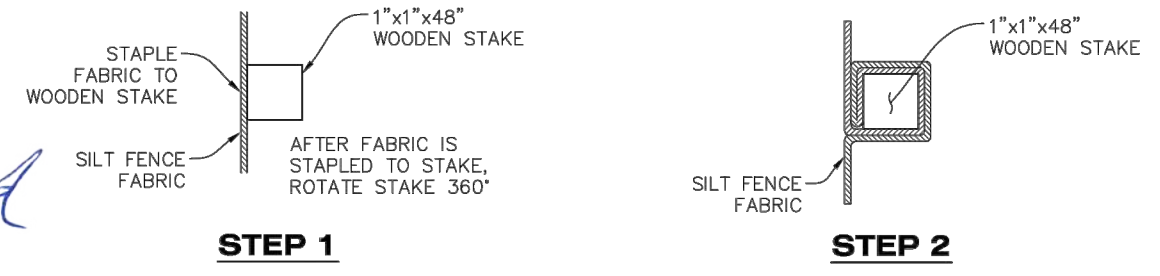 STAPLE
FABRIC TO
WOODEN STAKE
1"x1"x48"
WOODEN STAKE
SILT FENCE
FABRIC
AFTER FABRIC IS
STAPLED TO STAKE,
ROTATE STAKE 360°
STEP 1
1"x1"x48"
WOODEN STAKE
SILT FENCE
FABRIC
STEP 2